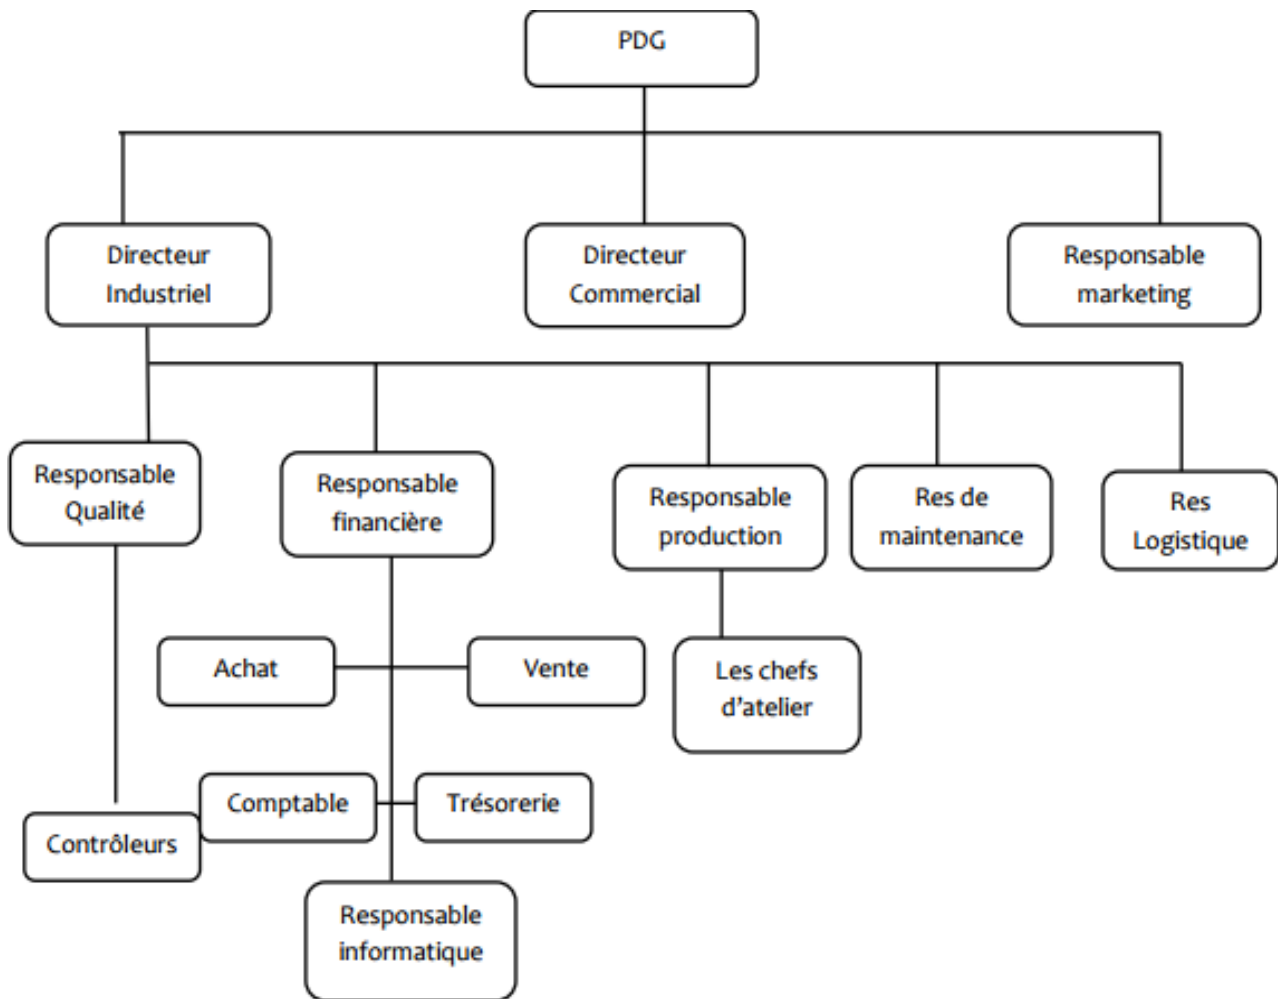 PDG
Directeur
Industriel
Directeur
Commercial
Responsable
marketing
Responsable
Qualité
Responsable
financière
Responsable
production
Res de
maintenance
Res
Logistique
Achat
Vente
Les chefs
d'atelier
Comptable
Trésorerie
Contrôleurs
Responsable
informatique